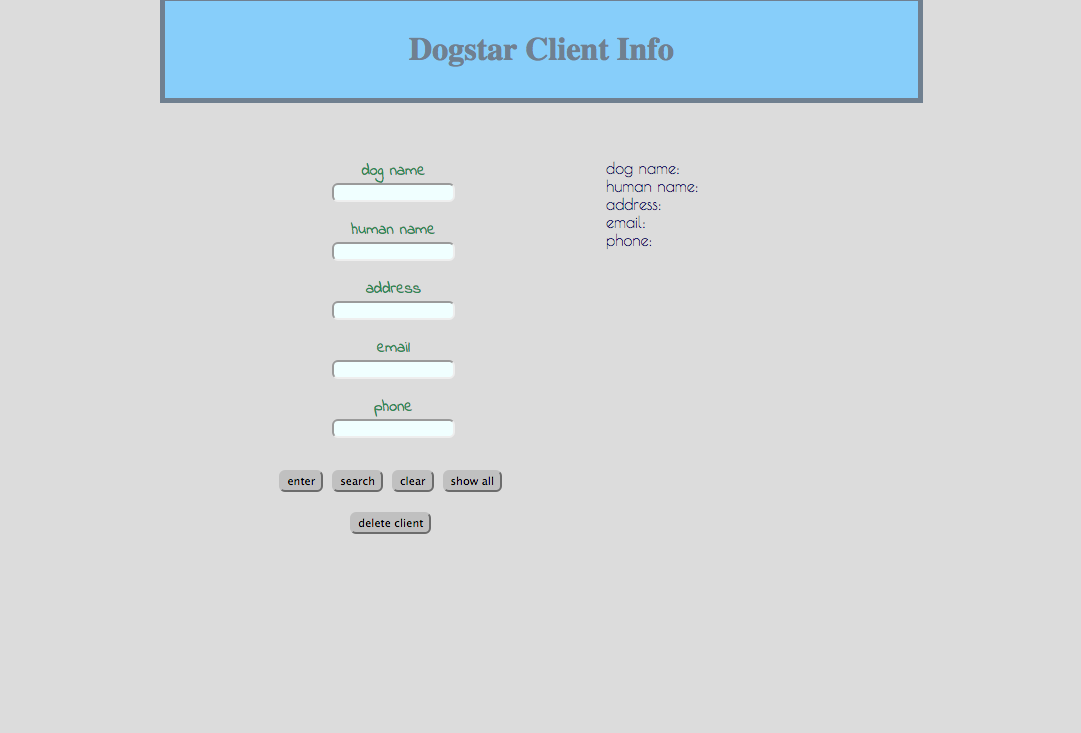 Dogstar Client Info
dog name
human name
address
email
phone
enter search clear show all
delete client
dog name:
human name:
address:
email:
phone: